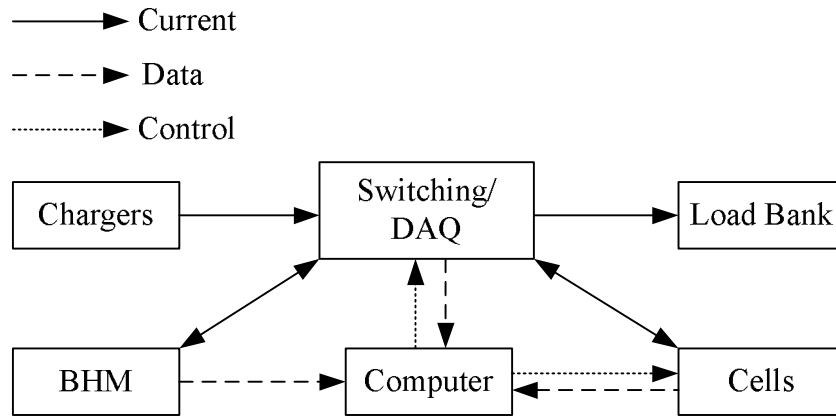 Current
Data
Control
Chargers
Switching/
DAQ
Load Bank
BHM
Computer
Cells